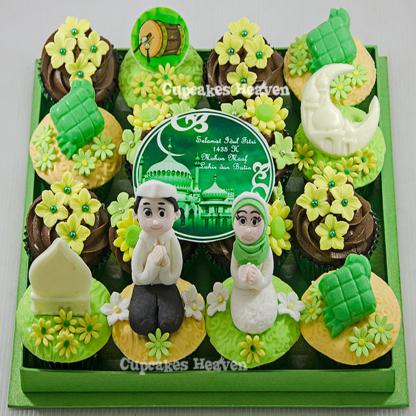 Cupcakes Heaven
Selamat Idul Fitri
1435 H
Mohon Maaf
Lahir dan Batin
Cupcakes Heaven